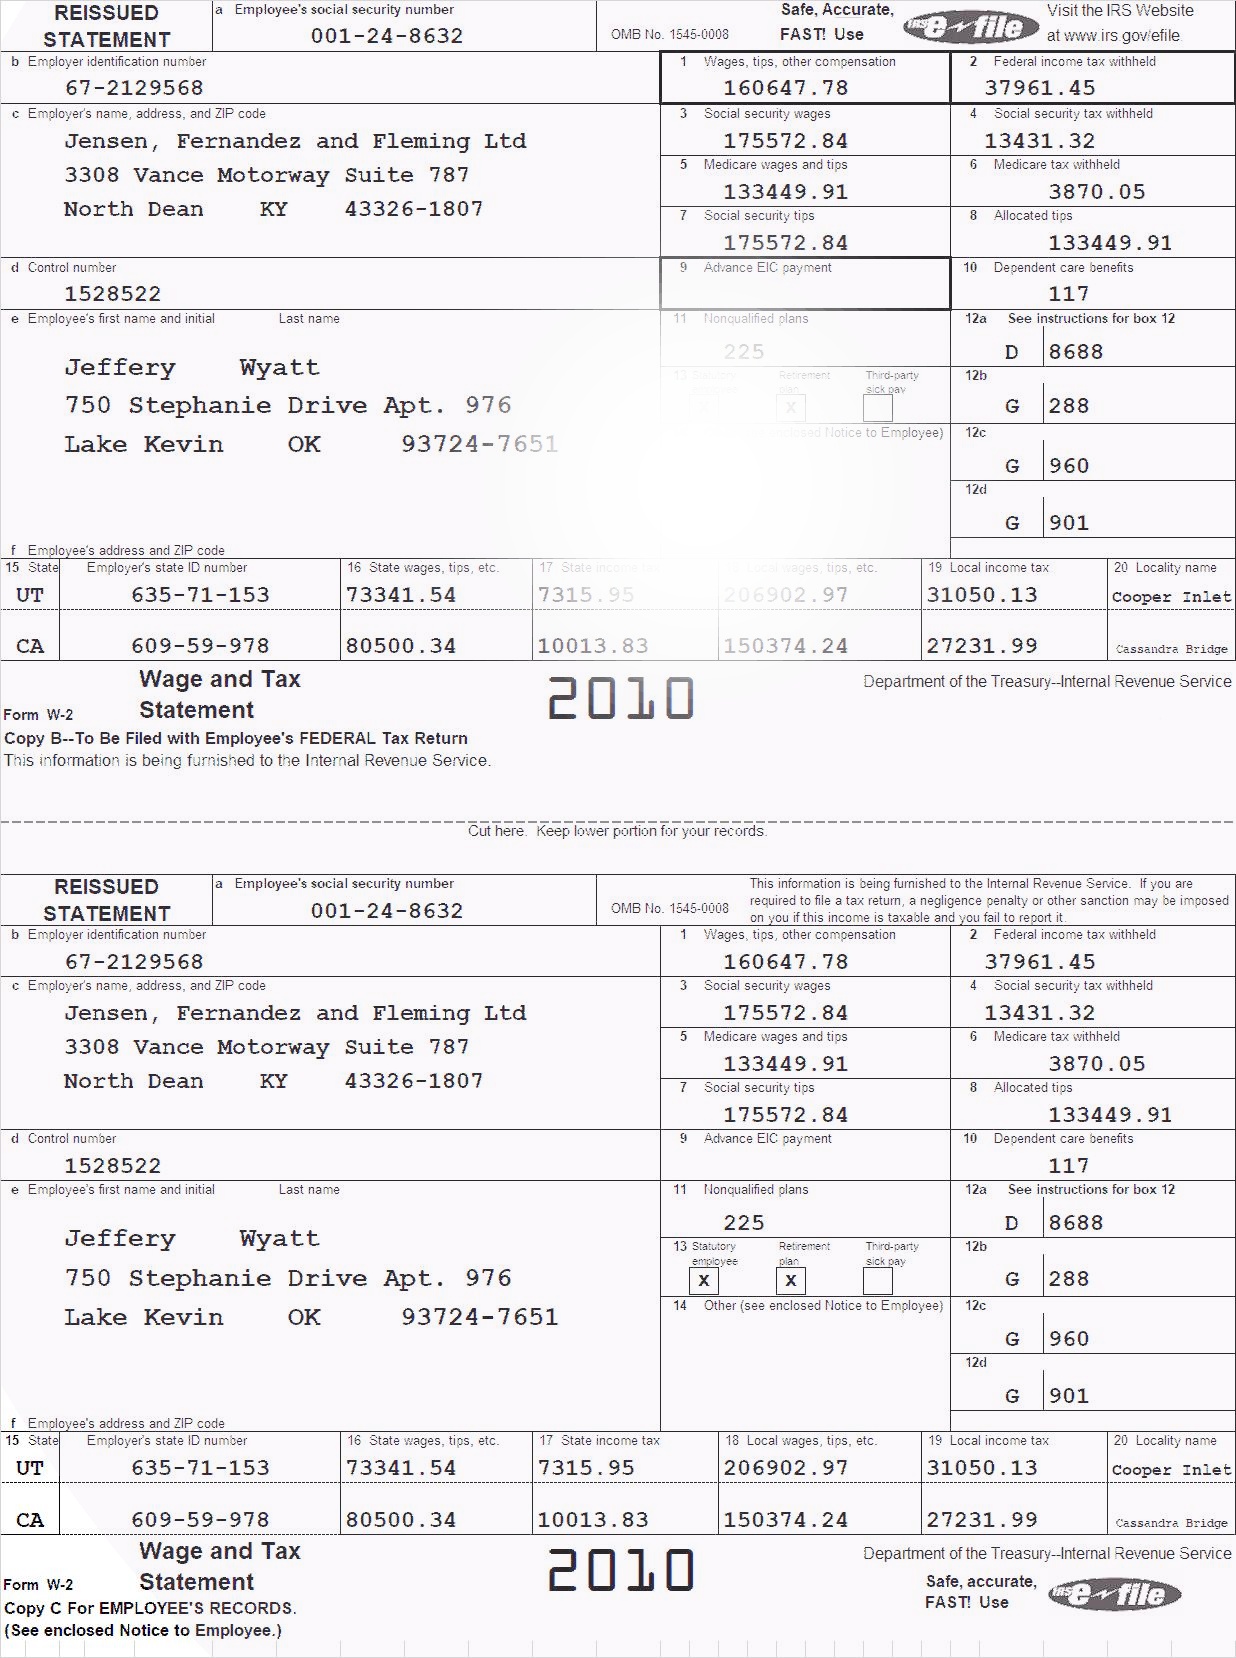 REISSUED STATEMENT
a Employee's social security number
001-24-8632
OMB No. 1545-0008
Safe, Accurate, FAST! Use
IRS e-file
Visit the IRS Website at www.irs.gov/efile
b Employer identification number
67-2129568
1 Wages, tips, other compensation
160647.78
2 Federal income tax withheld
37961.45
c Employer's name, address, and ZIP code
Jensen, Fernandez and Fleming Ltd
3308 Vance Motorway Suite 787
North Dean KY 43326-1807
3 Social security wages
175572.84
4 Social security tax withheld
13431.32
5 Medicare wages and tips
133449.91
6 Medicare tax withheld
3870.05
7 Social security tips
175572.84
8 Allocated tips
133449.91
d Control number
1528522
9 Advance EIC payment
10 Dependent care benefits
117
e Employee's first name and initial Last name
Jeffery Wyatt
750 Stephanie Drive Apt. 976
Lake Kevin OK 93724-7651
f Employee's address and ZIP code
11 Nonqualified plans
225
12a See instructions for box 12
D 8688
13 Statutory
Retirement plan
X
Third-party sick pay
12b
G 288
Notice to Employee)
12c
G 960
12d
G 901
15 State Employer's state ID number
16 State wages, tips, etc.
17 State income tax
18 Local wages, tips, etc.
19 Local income tax
20 Locality name
UT 635-71-153 73341.54 7315.95 206902.97 31050.13 Cooper Inlet
CA 609-59-978 80500.34 10013.83 150374.24 27231.99 Cassandra Bridge
Form W-2 Wage and Tax Statement
2010
Department of the Treasury--Internal Revenue Service
Copy B--To Be Filed with Employee's FEDERAL Tax Return
This information is being furnished to the Internal Revenue Service.
Cut here. Keep lower portion for your records.
REISSUED STATEMENT
a Employee's social security number
001-24-8632
OMB No. 1545-0008
This information is being furnished to the Internal Revenue Service. If you are
required to file a tax return, a negligence penalty or other sanction may be imposed
on you if this income is taxable and you fail to report it.
b Employer identification number
67-2129568
1 Wages, tips, other compensation
160647.78
2 Federal income tax withheld
37961.45
c Employer's name, address, and ZIP code
Jensen, Fernandez and Fleming Ltd
3308 Vance Motorway Suite 787
North Dean KY 43326-1807
3 Social security wages
175572.84
4 Social security tax withheld
13431.32
5 Medicare wages and tips
133449.91
6 Medicare tax withheld
3870.05
7 Social security tips
175572.84
8 Allocated tips
133449.91
d Control number
1528522
9 Advance EIC payment
10 Dependent care benefits
117
e Employee's first name and initial Last name
Jeffery Wyatt
750 Stephanie Drive Apt. 976
Lake Kevin OK 93724-7651
f Employee's address and ZIP code
11 Nonqualified plans
225
12a See instructions for box 12
D 8688
13 Statutory employee
X
Retirement plan
X
Third-party sick pay
12b
G 288
14 Other (see enclosed Notice to Employee)
12c
G 960
12d
G 901
15 State Employer's state ID number
16 State wages, tips, etc.
17 State income tax
18 Local wages, tips, etc.
19 Local income tax
20 Locality name
UT 635-71-153 73341.54 7315.95 206902.97 31050.13 Cooper Inlet
CA 609-59-978 80500.34 10013.83 150374.24 27231.99 Cassandra Bridge
Form W-2 Wage and Tax Statement
2010
Department of the Treasury--Internal Revenue Service
Safe, accurate, FAST! Use
IRS e-file
Copy C For EMPLOYEE'S RECORDS.
(See enclosed Notice to Employee.)